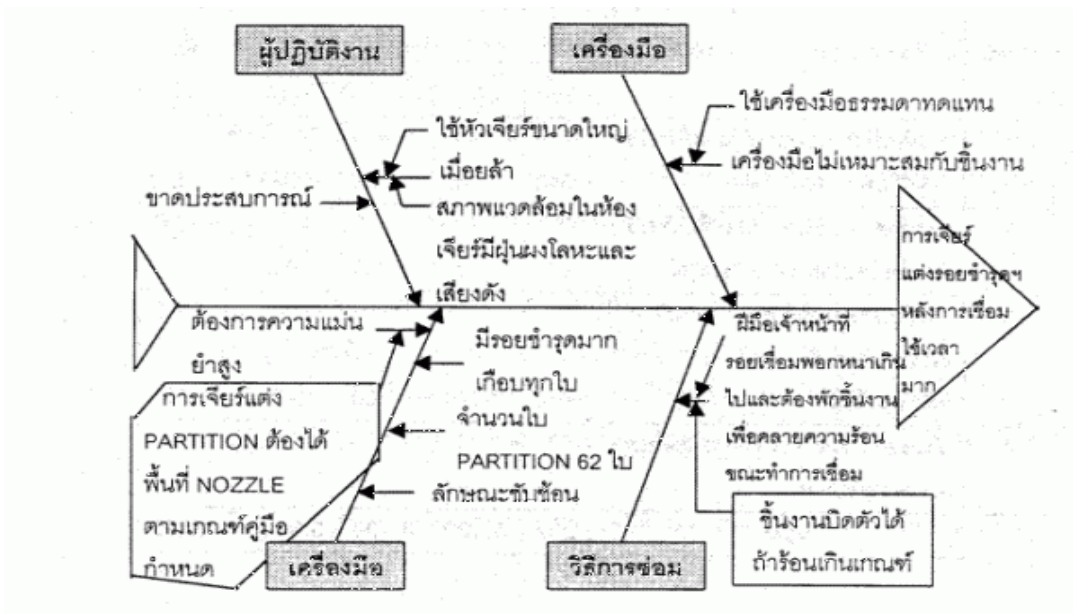 ผู้ปฏิบัติงาน
เครื่องมือ
ใช้หัวเจียร์ขนาดใหญ่
เมื่อยล้า
ขาดประสบการณ์
สภาพแวดล้อมในห้อง
เจียร์มีฝุ่นผงโลหะและ
เสียงดัง
ใช้เครื่องมือธรรมดาทดแทน
เครื่องมือไม่เหมาะสมกับชิ้นงาน
การเจียร์
แต่งรอยชำรุดฯ
หลังการเชื่อม
ใช้เวลา
มาก
ต้องการความแม่น
ยำสูง
การเจียร์แต่ง
PARTITION ต้องได้
พื้นที่ NOZZLE
ตามเกณฑ์คู่มือ
กำหนด
มีรอยชำรุดมาก
เกือบทุกใบ
จำนวนใบ
PARTITION 62 ใบ
ลักษณะซับซ้อน
เครื่องมือ
ฝีมือเจ้าหน้าที่
รอยเชื่อมพอกหนาเกิน
ไปและต้องพักชิ้นงาน
เพื่อคลายความร้อน
ขณะทำการเชื่อม
ชิ้นงานบิดตัวได้
ถ้าร้อนเกินเกณฑ์
วิธีการซ่อม